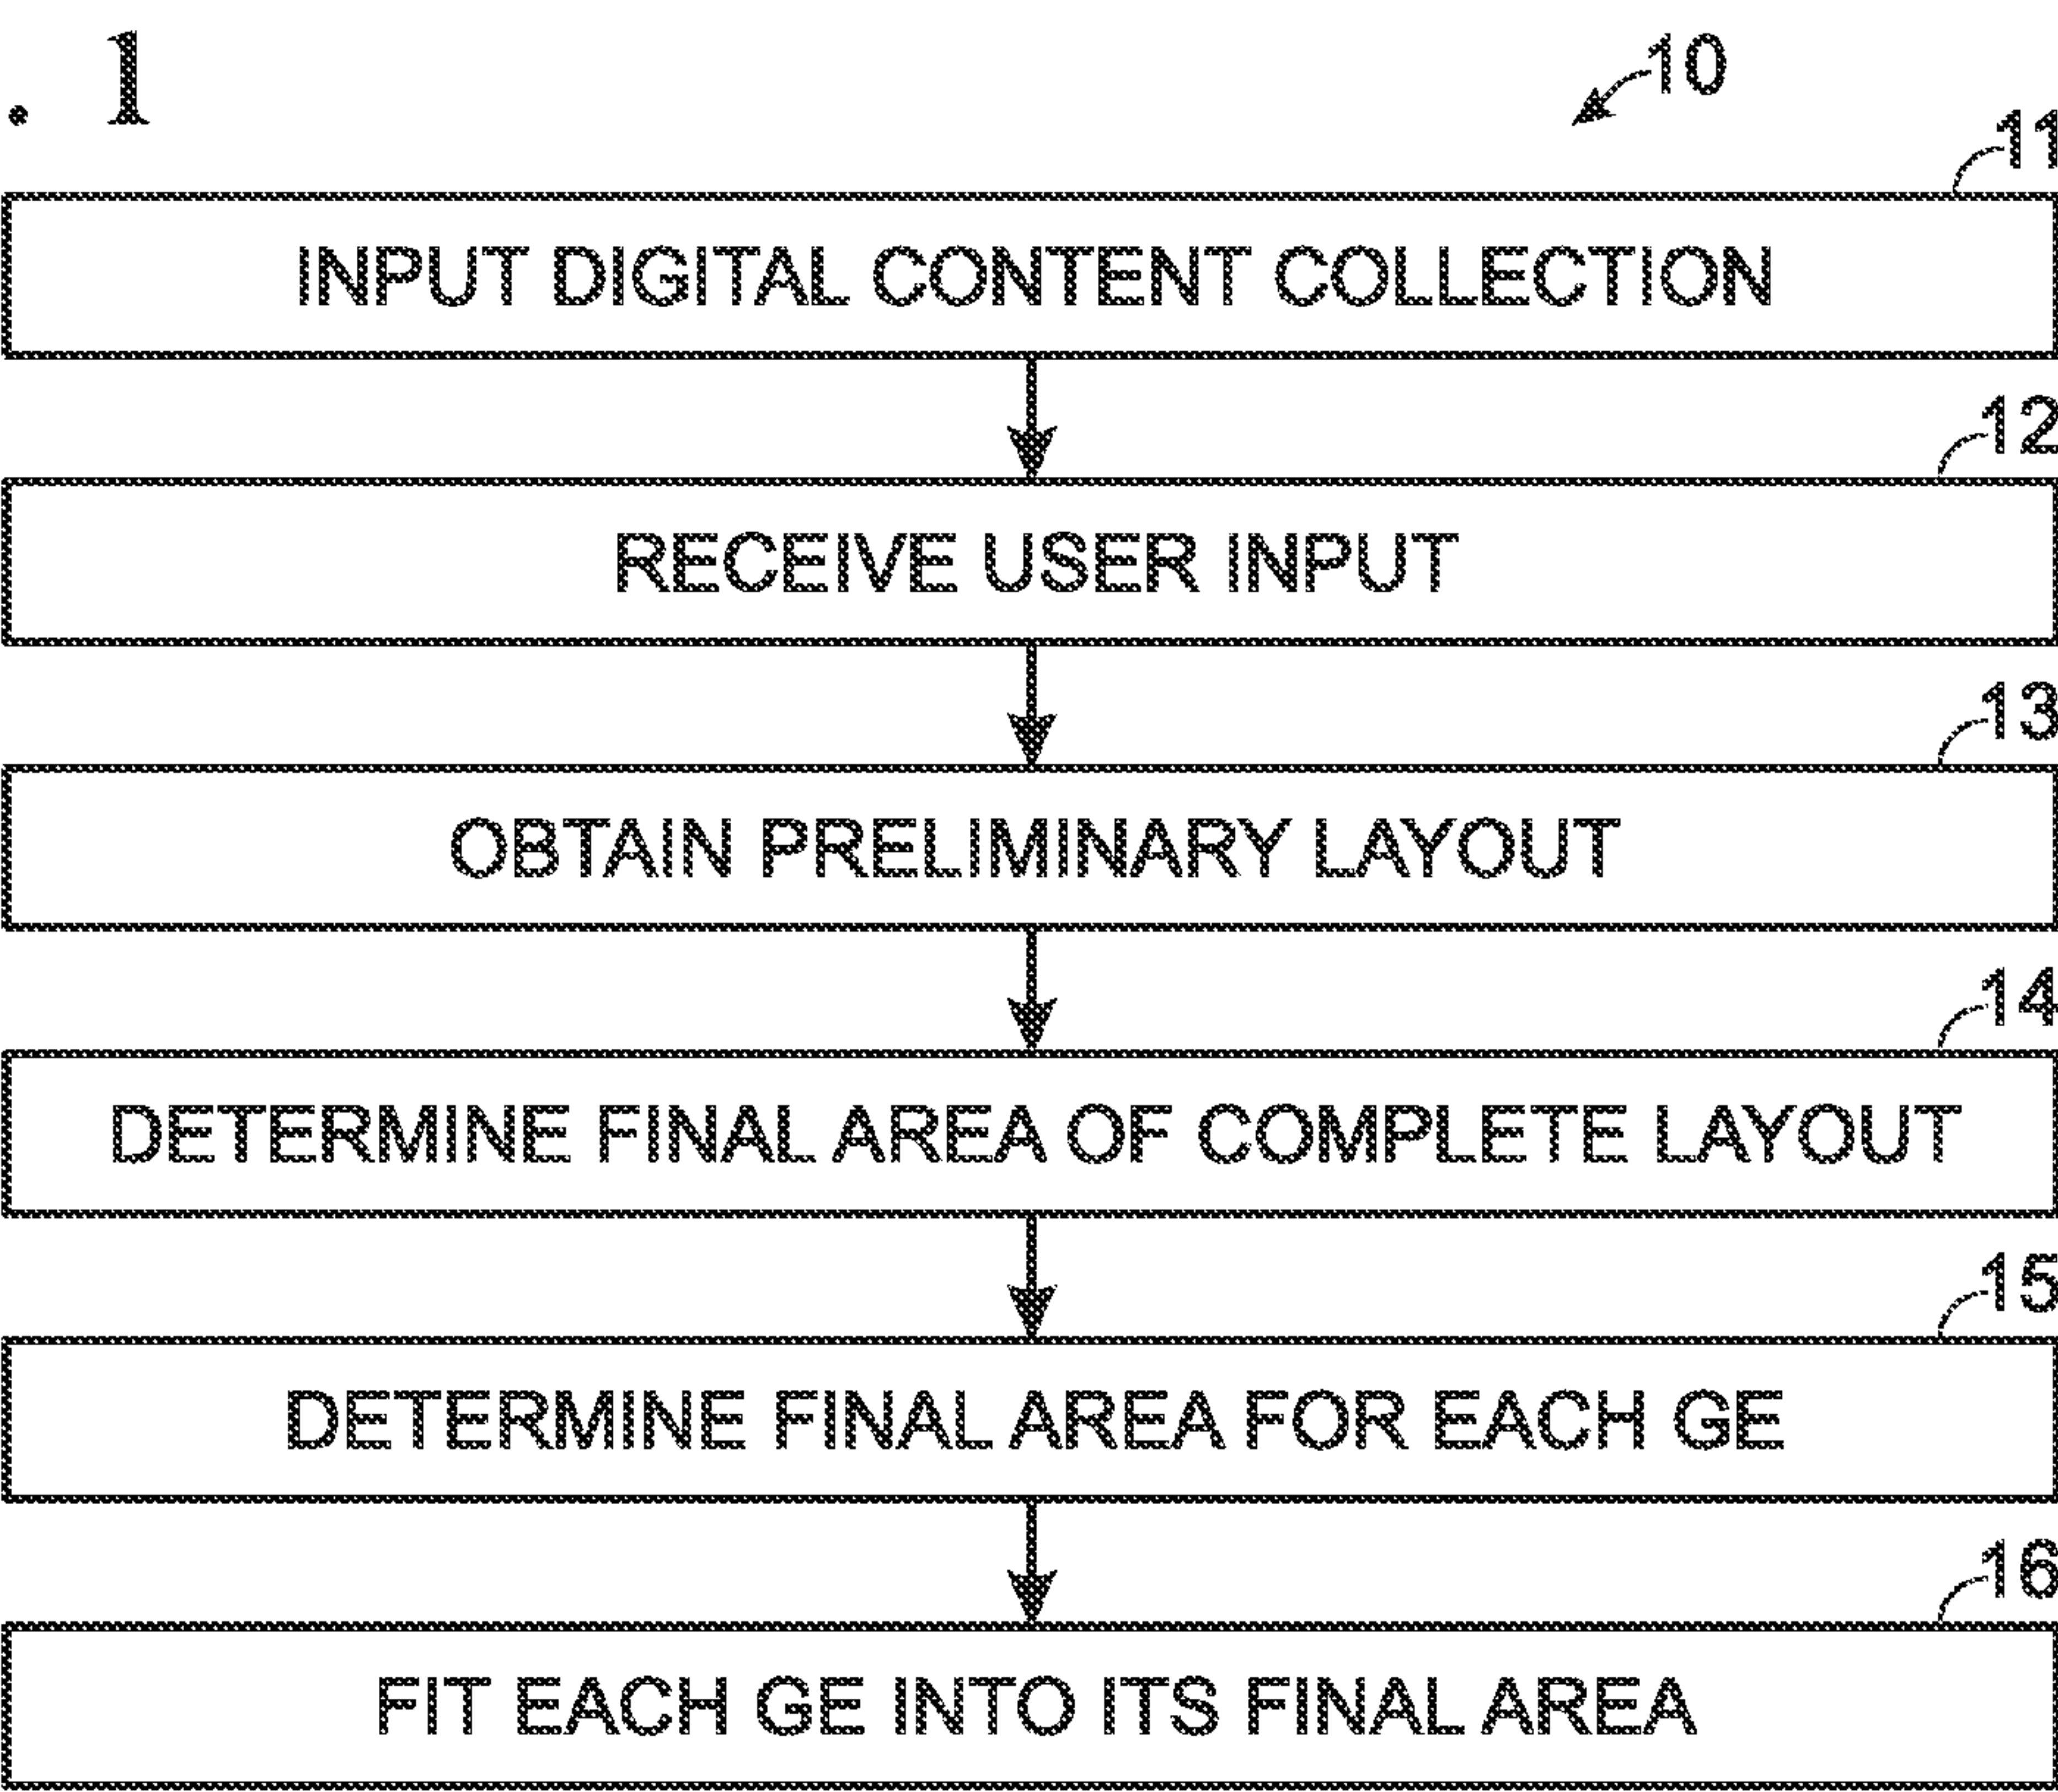 . 1
10
11
INPUT DIGITAL CONTENT COLLECTION
12
RECEIVE USER INPUT
13
OBTAIN PRELIMINARY LAYOUT
14
DETERMINE FINAL AREA OF COMPLETE LAYOUT
15
DETERMINE FINAL AREA FOR EACH GE
16
FIT EACH GE INTO ITS FINAL AREA